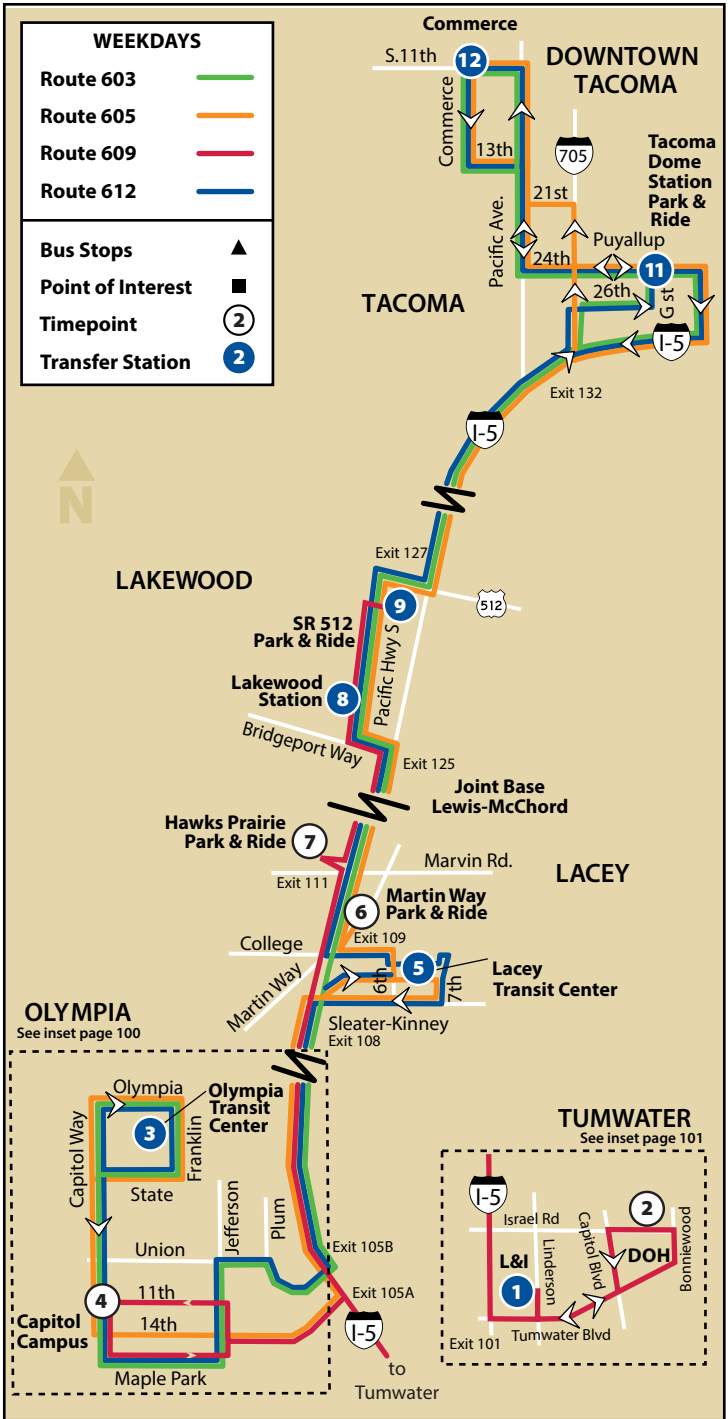 WEEKDAYS
Route 603
Route 605
Route 609
Route 612
Bus Stops
Point of Interest
Timepoint
2
Transfer Station
2
Commerce
S.11th
12
DOWNTOWN
TACOMA
Commerce
13th
705
Tacoma
Dome
Station
Park &
Ride
Pacific Ave.
21st
Puyallup
24th
11
26th
G st
TACOMA
I-5
Exit 132
I-5
N
Exit 127
LAKEWOOD
9
512
SR 512
Park & Ride
Pacific Hwy S
Lakewood
Station
8
Bridgeport Way
Exit 125
Joint Base
Lewis-McChord
Hawks Prairie
Park & Ride
7
Marvin Rd.
Exit 111
LACEY
6
Martin Way
Park & Ride
Exit 109
College
5
6th
7th
Lacey
Transit Center
Martin Way
Sleater-Kinney
Exit 108
OLYMPIA
See inset page 100
Olympia
Olympia
Transit
Center
3
Capitol Way
Franklin
State
Jefferson
Plum
Union
Exit 105B
11th
4
Exit 105A
Capitol
Campus
14th
I-5
Maple Park
to
Tumwater
TUMWATER
See inset page 101
I-5
Israel Rd
2
Linderson
Capitol Blvd
DOH
Bonniewood
L&I
1
Exit 101
Tumwater Blvd